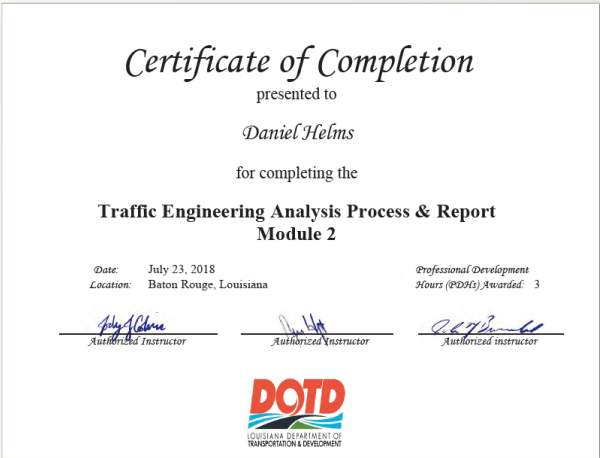 Certificate of Completion
presented to
Daniel Helms
for completing the
Traffic Engineering Analysis Process & Report
Module 2
Date: July 23, 2018
Location: Baton Rouge, Louisiana
Professional Development
Hours (PDHs) Awarded: 3
Authorized Instructor
Authorized Instructor
Authorized instructor
DOTD
LOUISIANA DEPARTMENT OF
TRANSPORTATION & DEVELOPMENT